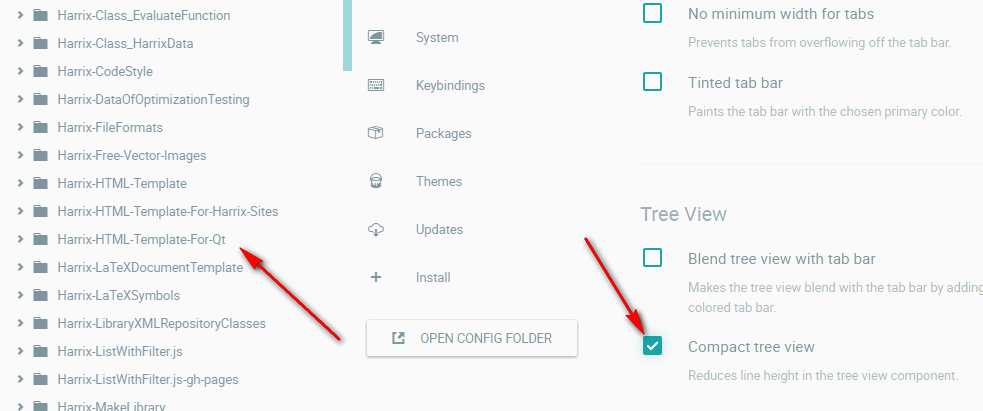 Harrix-Class_EvaluateFunction
Harrix-Class_HarrixData
Harrix-CodeStyle
Harrix-DataOfOptimizationTesting
Harrix-FileFormats
Harrix-Free-Vector-Images
Harrix-HTML-Template
Harrix-HTML-Template-For-Harrix-Sites
Harrix-HTML-Template-For-Qt
Harrix-LaTeXDocumentTemplate
Harrix-LaTeXSymbols
Harrix-LibraryXMLRepositoryClasses
Harrix-ListWithFilter.js
Harrix-ListWithFilter.js-gh-pages
Harrix-MakeLibrary
System
Keybindings
Packages
Themes
Updates
Install
OPEN CONFIG FOLDER
No minimum width for tabs
Prevents tabs from overflowing off the tab bar.
Tinted tab bar
Paints the tab bar with the chosen primary color.
Tree View
Blend tree view with tab bar
Makes the tree view blend with the tab bar by adding
colored tab bar.
Compact tree view
Reduces line height in the tree view component.